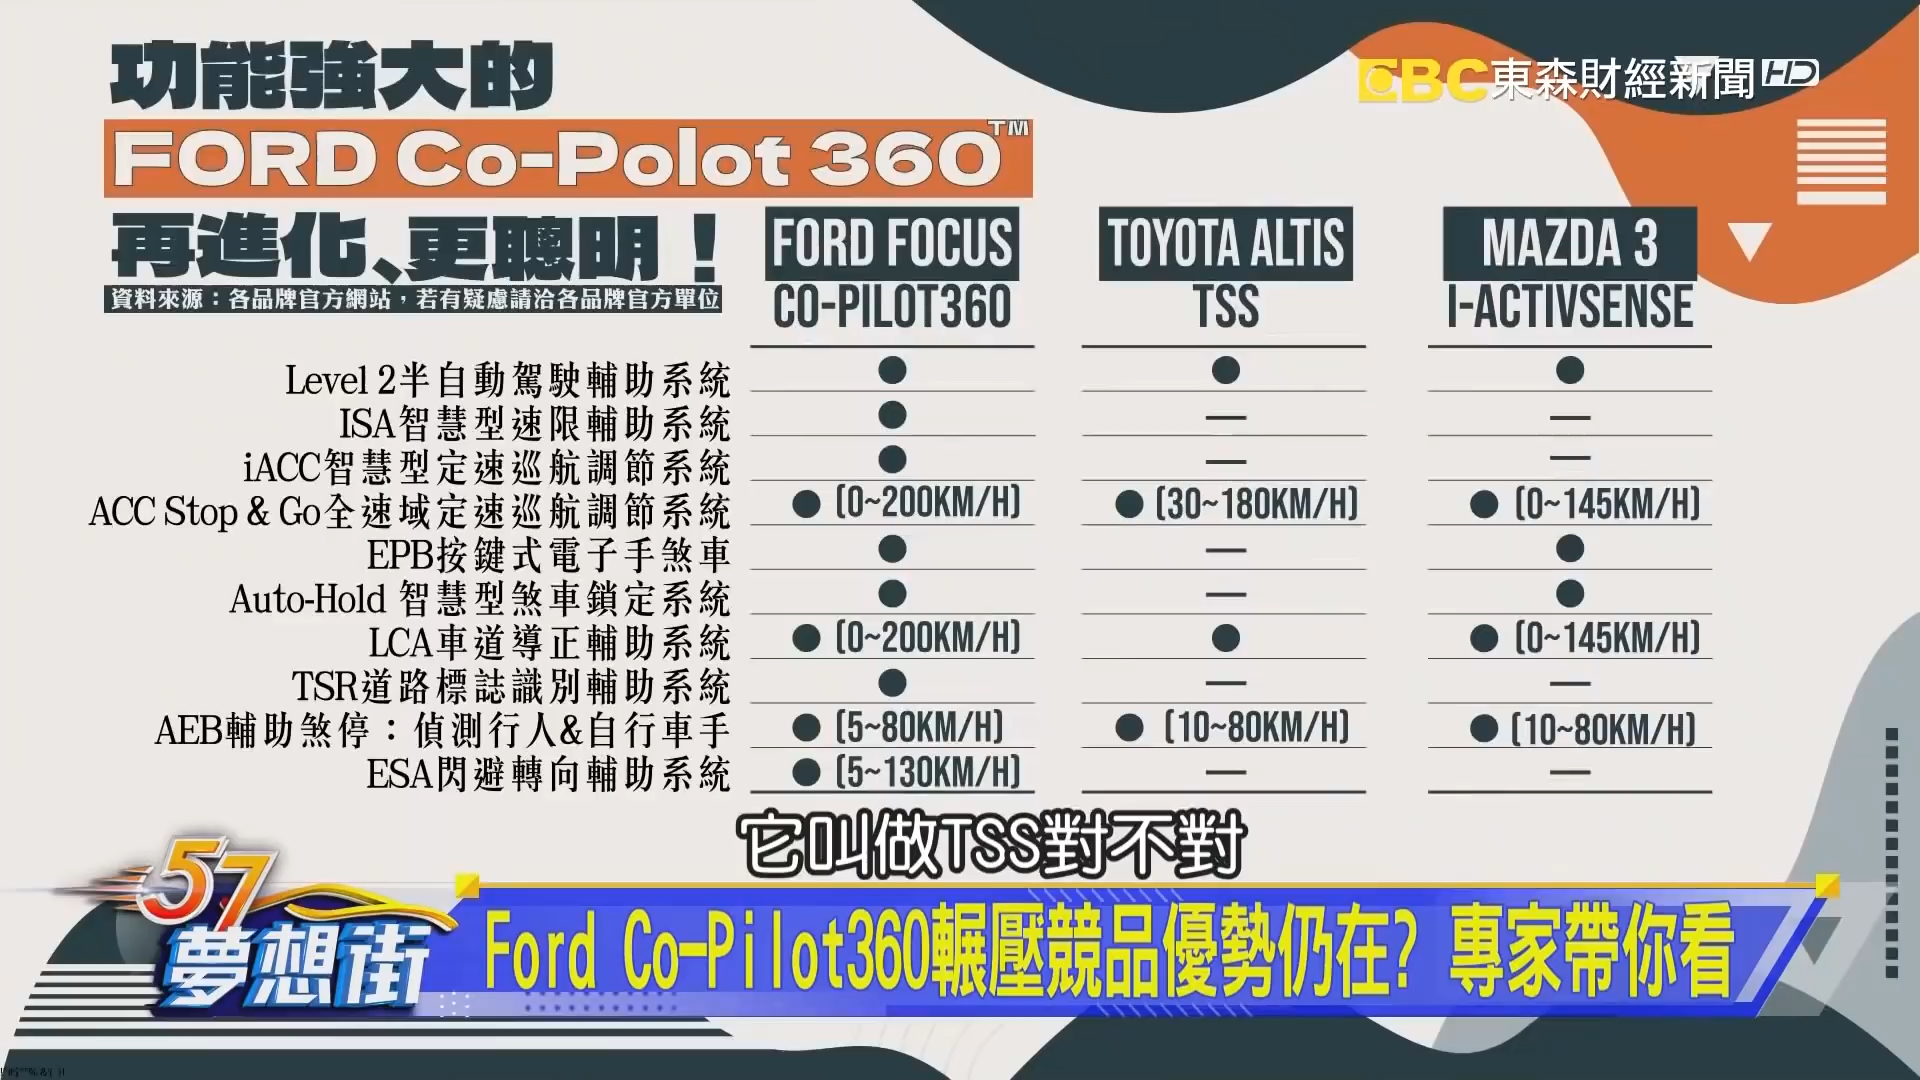 功能強大的
EBC東森財經新聞HD
FORD Co-Polot 360™
再進化、更聰明！
資料來源：各品牌官方網站，若有疑慮請洽各品牌官方單位
FORD FOCUS TOYOTA ALTIS MAZDA 3
CO-PILOT360 TSS I-ACTIVSENSE
Level 2半自動駕駛輔助系統 ● ● ●
ISA智慧型速限輔助系統 ● — —
iACC智慧型定速巡航調節系統 ● — —
ACC Stop & Go全速域定速巡航調節系統 ● (0~200KM/H) ● (30~180KM/H) ● (0~145KM/H)
EPB按鍵式電子手煞車 ● — ●
Auto-Hold 智慧型煞車鎖定系統 ● — ●
LCA車道導正輔助系統 ● (0~200KM/H) ● ● (0~145KM/H)
TSR道路標誌識別輔助系統 ● — —
AEB輔助煞停：偵測行人&自行車手 ● (5~80KM/H) ● (10~80KM/H) ● (10~80KM/H)
ESA閃避轉向輔助系統 ● (5~130KM/H) — —
它叫做TSS對不對
57
夢想街
Ford Co-Pilot360輾壓競品優勢仍在? 專家帶你看